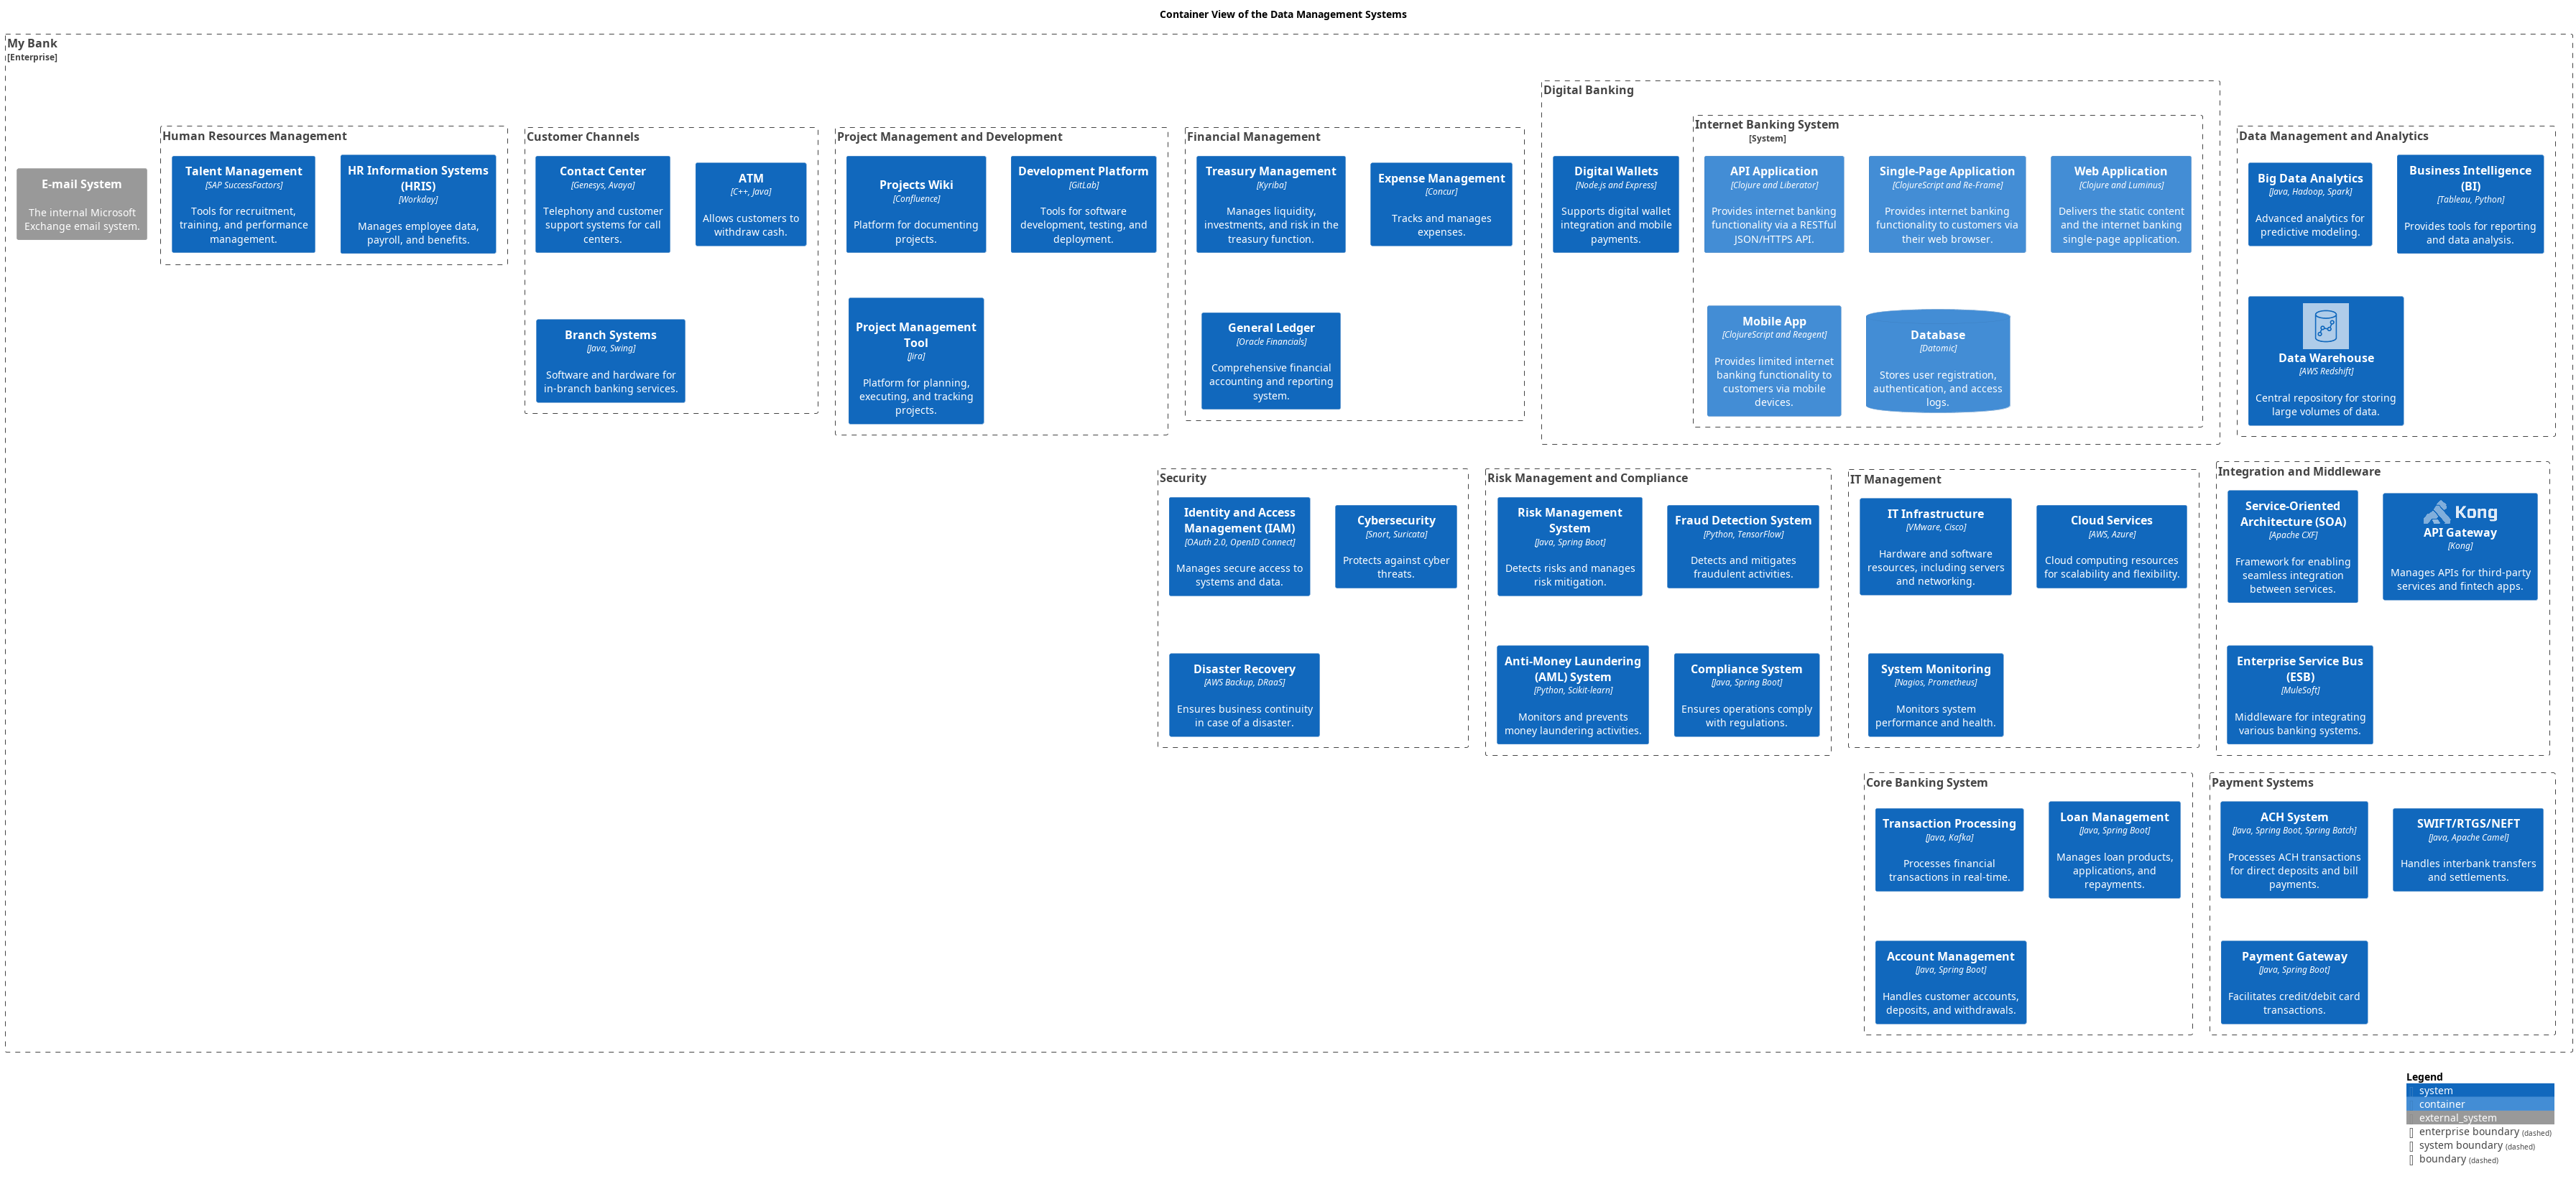 Container View of the Data Management Systems
My Bank
[Enterprise]
E-mail System
The internal Microsoft
Exchange email system.
Human Resources Management
Talent Management
[SAP SuccessFactors]
Tools for recruitment,
training, and performance
management.
HR Information Systems
(HRIS)
[Workday]
Manages employee data,
payroll, and benefits.
Customer Channels
Contact Center
[Genesys, Avaya]
Telephony and customer
support systems for call
centers.
ATM
[C++, Java]
Allows customers to
withdraw cash.
Branch Systems
[Java, Swing]
Software and hardware for
in-branch banking services.
Project Management and Development
Projects Wiki
[Confluence]
Platform for documenting
projects.
Development Platform
[GitLab]
Tools for software
development, testing, and
deployment.
Project Management
Tool
[Jira]
Platform for planning,
executing, and tracking
projects.
Financial Management
Treasury Management
[Kyriba]
Manages liquidity,
investments, and risk in the
treasury function.
Expense Management
[Concur]
Tracks and manages
expenses.
General Ledger
[Oracle Financials]
Comprehensive financial
accounting and reporting
system.
Digital Banking
Digital Wallets
[Node.js and Express]
Supports digital wallet
integration and mobile
payments.
Internet Banking System
[System]
API Application
[Clojure and Liberator]
Provides internet banking
functionality via a RESTful
JSON/HTTPS API.
Single-Page Application
[ClojureScript and Re-Frame]
Provides internet banking
functionality to customers via
their web browser.
Web Application
[Clojure and Luminus]
Delivers the static content
and the internet banking
single-page application.
Mobile App
[ClojureScript and Reagent]
Provides limited internet
banking functionality to
customers via mobile
devices.
Database
[Datomic]
Stores user registration,
authentication, and access
logs.
Data Management and Analytics
Big Data Analytics
[Java, Hadoop, Spark]
Advanced analytics for
predictive modeling.
Business Intelligence
(BI)
[Tableau, Python]
Provides tools for reporting
and data analysis.
Data Warehouse
[AWS Redshift]
Central repository for storing
large volumes of data.
Security
Identity and Access
Management (IAM)
[OAuth 2.0, OpenID Connect]
Manages secure access to
systems and data.
Cybersecurity
[Snort, Suricata]
Protects against cyber
threats.
Disaster Recovery
[AWS Backup, DRaaS]
Ensures business continuity
in case of a disaster.
Risk Management and Compliance
Risk Management
System
[Java, Spring Boot]
Detects risks and manages
risk mitigation.
Fraud Detection System
[Python, TensorFlow]
Detects and mitigates
fraudulent activities.
Anti-Money Laundering
(AML) System
[Python, Scikit-learn]
Monitors and prevents
money laundering activities.
Compliance System
[Java, Spring Boot]
Ensures operations comply
with regulations.
IT Management
IT Infrastructure
[VMware, Cisco]
Hardware and software
resources, including servers
and networking.
Cloud Services
[AWS, Azure]
Cloud computing resources
for scalability and flexibility.
System Monitoring
[Nagios, Prometheus]
Monitors system
performance and health.
Integration and Middleware
Service-Oriented
Architecture (SOA)
[Apache CXF]
Framework for enabling
seamless integration
between services.
Kong
API Gateway
[Kong]
Manages APIs for third-party
services and fintech apps.
Enterprise Service Bus
(ESB)
[MuleSoft]
Middleware for integrating
various banking systems.
Core Banking System
Transaction Processing
[Java, Kafka]
Processes financial
transactions in real-time.
Loan Management
[Java, Spring Boot]
Manages loan products,
applications, and
repayments.
Account Management
[Java, Spring Boot]
Handles customer accounts,
deposits, and withdrawals.
Payment Systems
ACH System
[Java, Spring Boot, Spring Batch]
Processes ACH transactions
for direct deposits and bill
payments.
SWIFT/RTGS/NEFT
[Java, Apache Camel]
Handles interbank transfers
and settlements.
Payment Gateway
[Java, Spring Boot]
Facilitates credit/debit card
transactions.
Legend
system
container
external_system
enterprise boundary (dashed)
system boundary (dashed)
boundary (dashed)